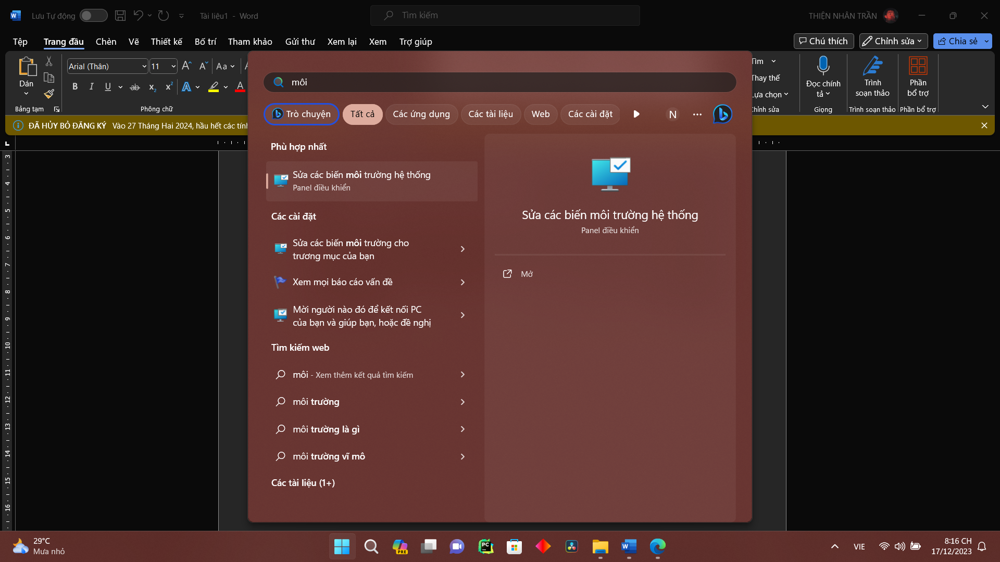 Lưu Tự động
Tài liệu1 - Word
Tìm kiếm
THIỆN NHÂN TRẦN
Tệp Trang đầu Chèn Vẽ Thiết kế Bố trí Tham khảo Gửi thư Xem lại Xem Trợ giúp
Chú thích Chỉnh sửa Chia sẻ
Dán
Bảng tạm
Arial (Thân) 11
Aa
B I U ab x₂ x² A A
Phông chữ
Thay thế
Lựa chọn
Đọc chính
tả
Giọng
Trình
soạn thảo
Trình soạn thảo
Phần
bổ trợ
Phần bổ trợ
ĐÃ HỦY BỎ ĐĂNG KÝ Vào 27 Tháng Hai 2024, hầu hết các
môi
Trò chuyện Tất cả Các ứng dụng Các tài liệu Web Các cài đặt N
Phù hợp nhất
Sửa các biến môi trường hệ thống
Panel điều khiển
Các cài đặt
Sửa các biến môi trường cho
trương mục của bạn
Xem mọi báo cáo vấn đề
Mời người nào đó để kết nối PC
của bạn và giúp bạn, hoặc đề nghị
Tìm kiếm web
môi - Xem thêm kết quả tìm kiếm
môi trường
môi trường là gì
môi trường vĩ mô
Các tài liệu (1+)
Sửa các biến môi trường hệ thống
Panel điều khiển
Mở
3
4
5
6
7
8
9
10
11
12
13
14
15
16
29°C
Mưa nhỏ
PRE
PC
W
VIE
8:16 CH
17/12/2023